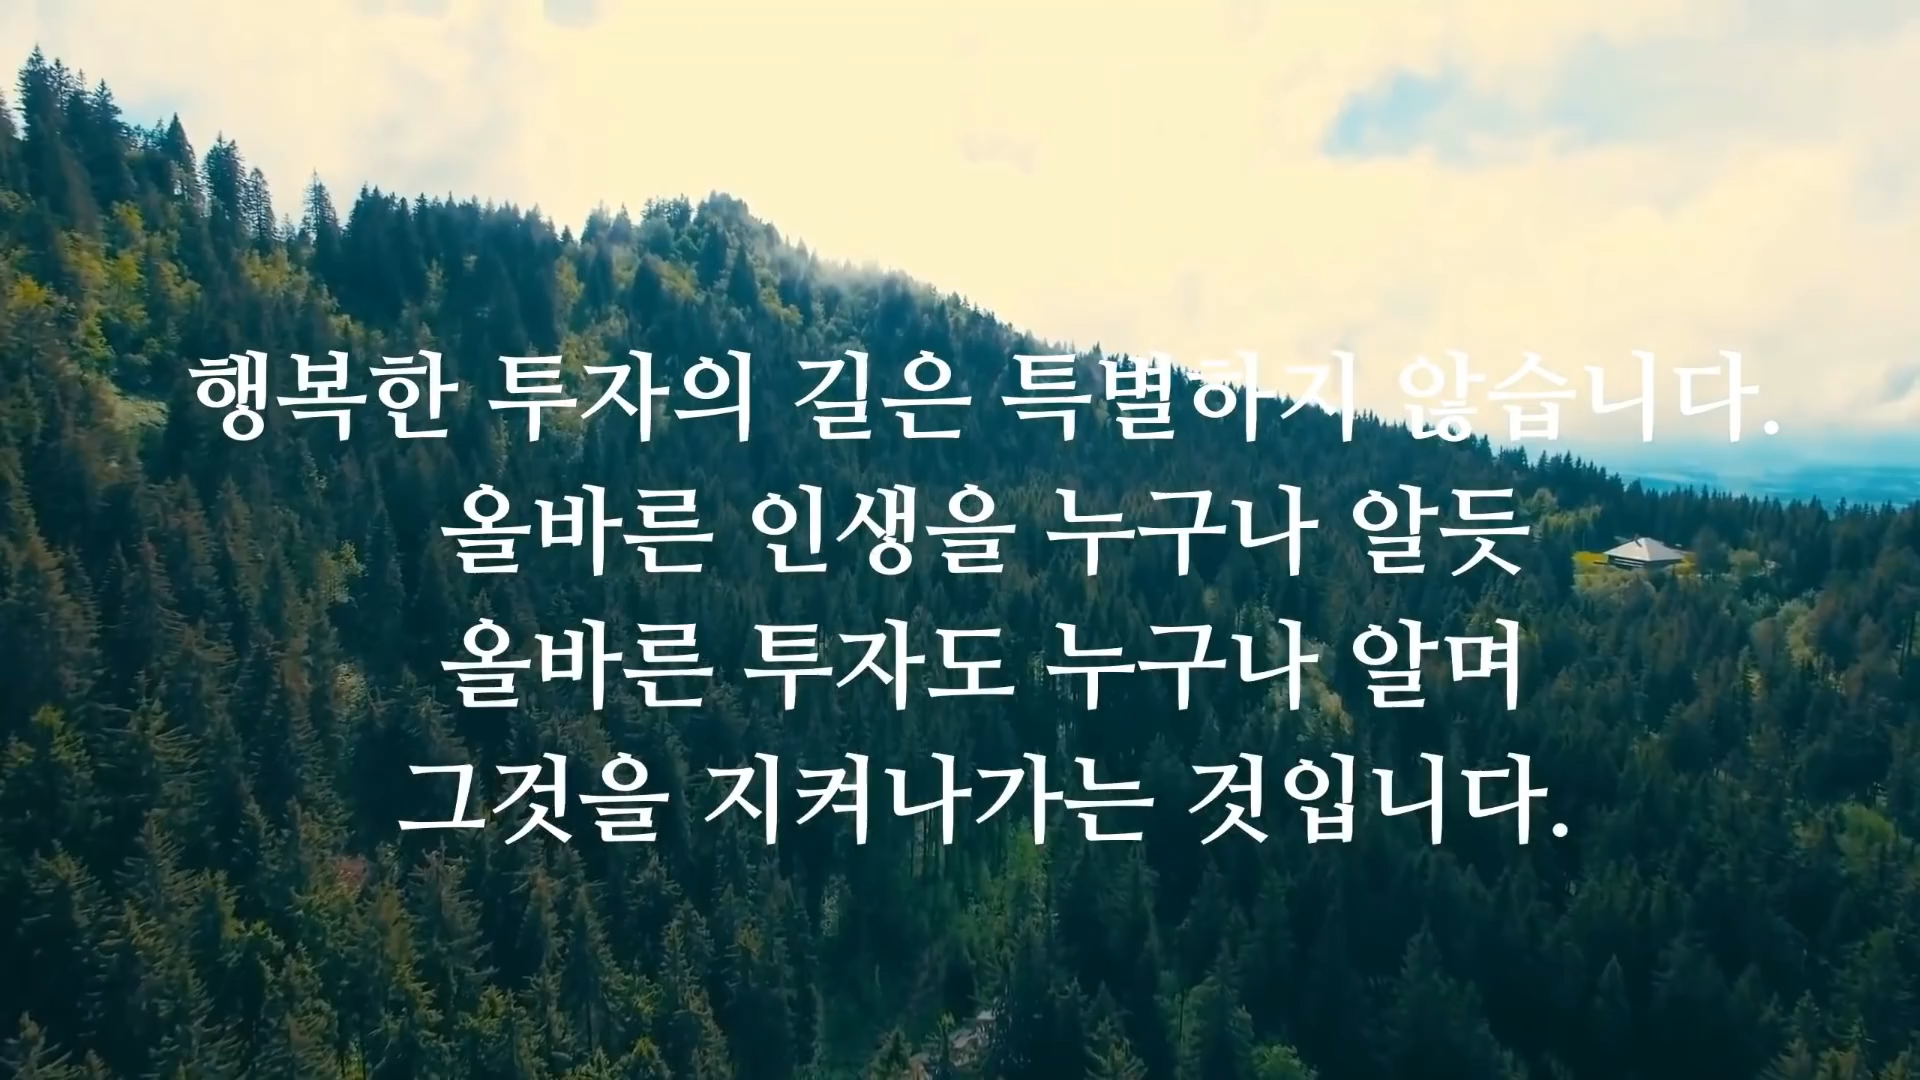 행복한 투자의 길은 특별하지 않습니다.
올바른 인생을 누구나 알듯
올바른 투자도 누구나 알며
그것을 지켜나가는 것입니다.